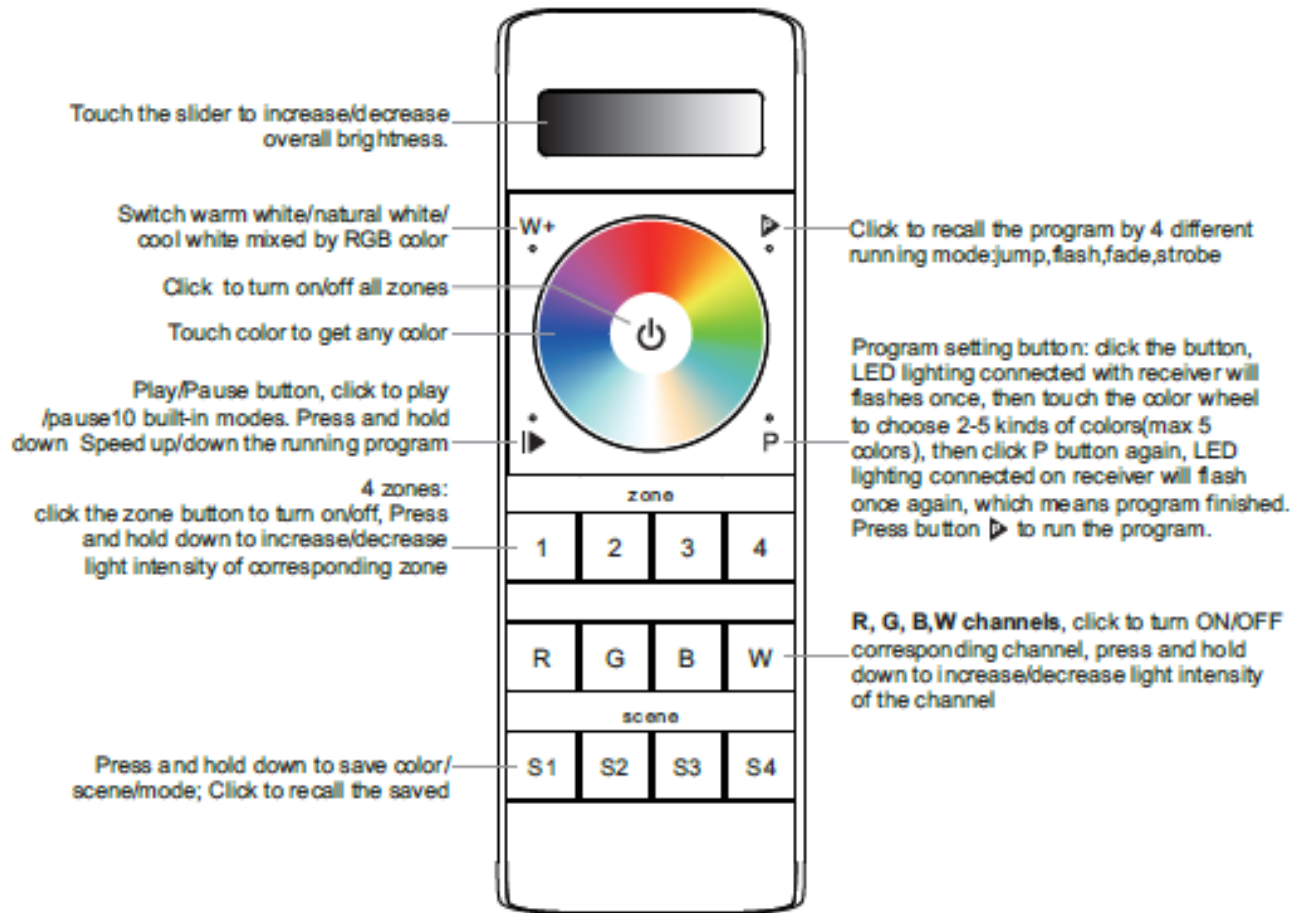 Touch the slider to increase/decrease
overall brightness.
Switch warm white/natural white/
cool white mixed by RGB color
Click to turn on/off all zones
Touch color to get any color
Play/Pause button, click to play
/pause10 built-in modes. Press and hold
down Speed up/down the running program
4 zones:
click the zone button to turn on/off, Press
and hold down to increase/decrease
light intensity of corresponding zone
Press and hold down to save color/
scene/mode; Click to recall the saved
W+
P
P
zone
1 2 3 4
R G B W
scene
S1 S2 S3 S4
Click to recall the program by 4 different
running mode:jump,flash,fade,strobe
Program setting button: click the button,
LED lighting connected with receiver will
flashes once, then touch the color wheel
to choose 2-5 kinds of colors(max 5
colors), then click P button again, LED
lighting connected on receiver will flash
once again, which means program finished.
Press button P to run the program.
R, G, B,W channels, click to turn ON/OFF
corresponding channel, press and hold
down to increase/decrease light intensity
of the channel